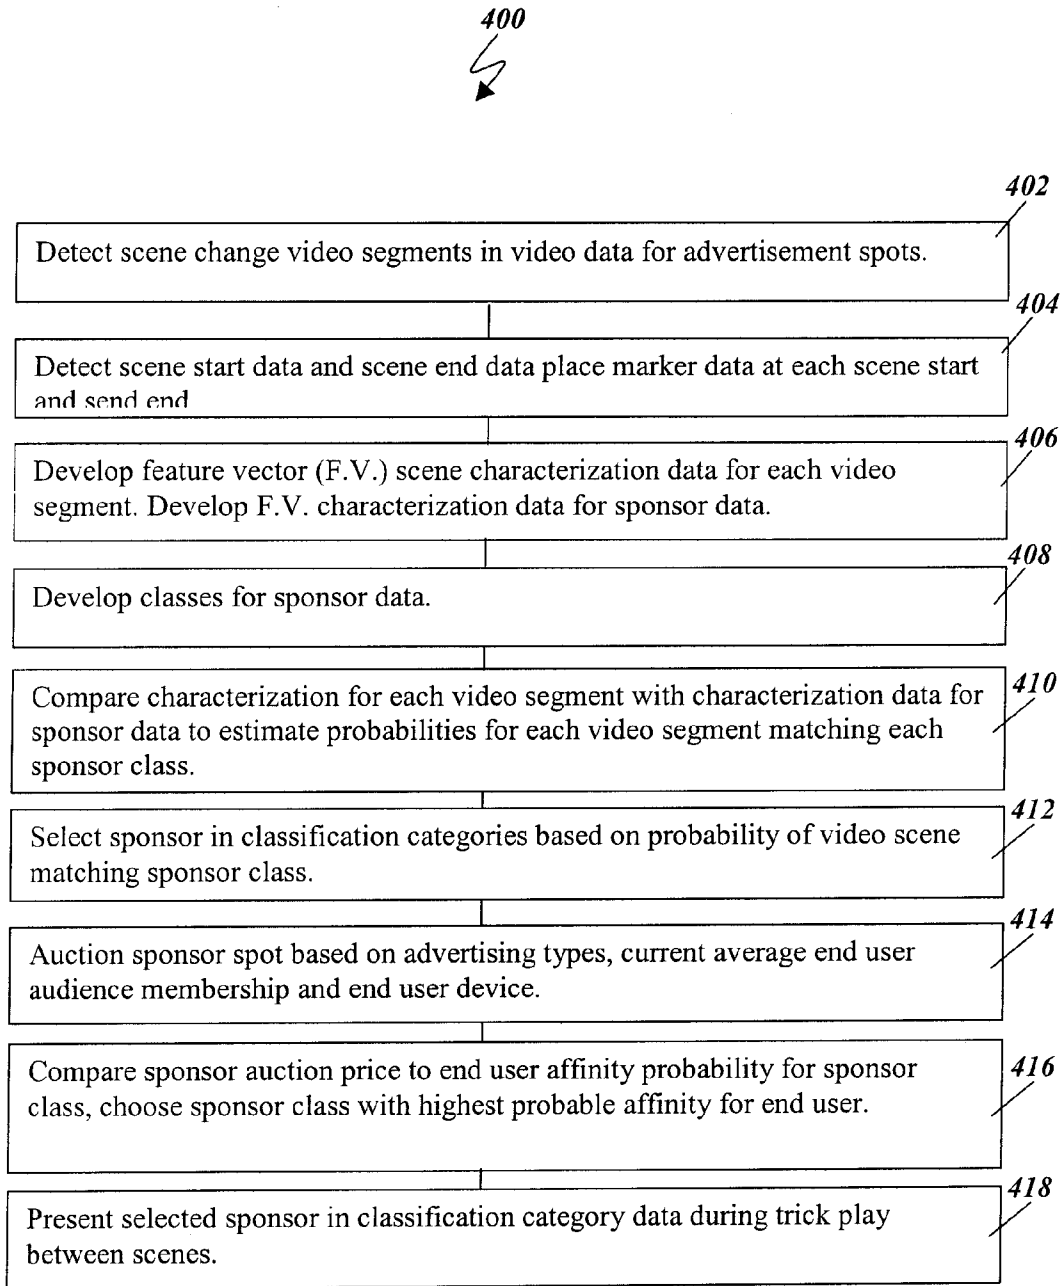 400
402
Detect scene change video segments in video data for advertisement spots.
404
Detect scene start data and scene end data place marker data at each scene start
and send end
406
Develop feature vector (F.V.) scene characterization data for each video
segment. Develop F.V. characterization data for sponsor data.
408
Develop classes for sponsor data.
Compare characterization for each video segment with characterization data for
410
sponsor data to estimate probabilities for each video segment matching each
sponsor class.
412
Select sponsor in classification categories based on probability of video scene
matching sponsor class.
414
Auction sponsor spot based on advertising types, current average end user
audience membership and end user device.
416
Compare sponsor auction price to end user affinity probability for sponsor
class, choose sponsor class with highest probable affinity for end user.
418
Present selected sponsor in classification category data during trick play
between scenes.